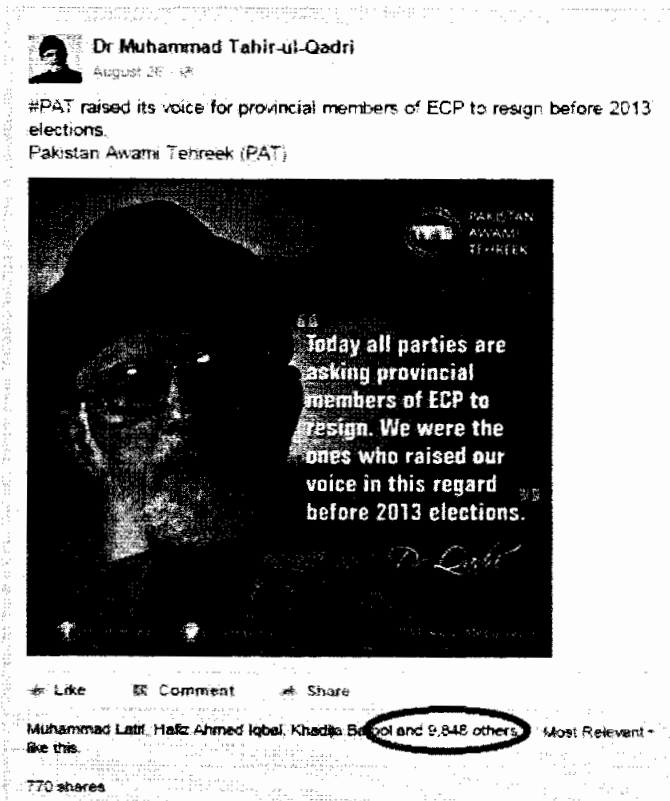 Dr Muhammad Tahir-ul-Qadri
August 26
#PAT raised its voice for provincial members of ECP to resign before 2013
elections.
Pakistan Awami Tehreek (PAT)
PAKISTAN
AWAMI
TEHREEK
Today all parties are
asking provincial
members of ECP to
resign. We were the
ones who raised our
voice in this regard
before 2013 elections.
Like Comment Share
Muhammad Latif, Hafiz Ahmed Iqbal, Khadija and 9,848 others Most Relevant
like this.
770 shares